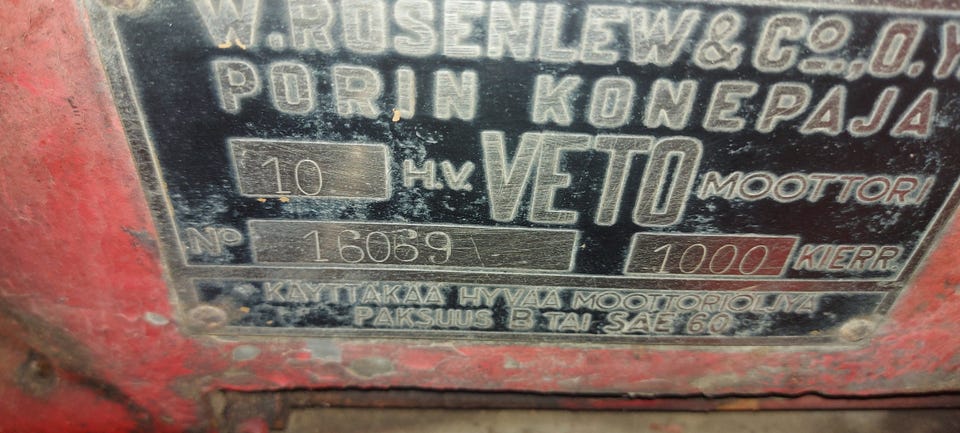 W. ROSENLEW & Co., O.Y.
PORIN KONEPAJA
10 H.V. VETO MOOTTORI
No 16069 1000 KIERR.
KÄYTTÄKÄÄ HYVÄÄ MOOTTORIÖLJYÄ
PAKSUUS B TAI SAE 60